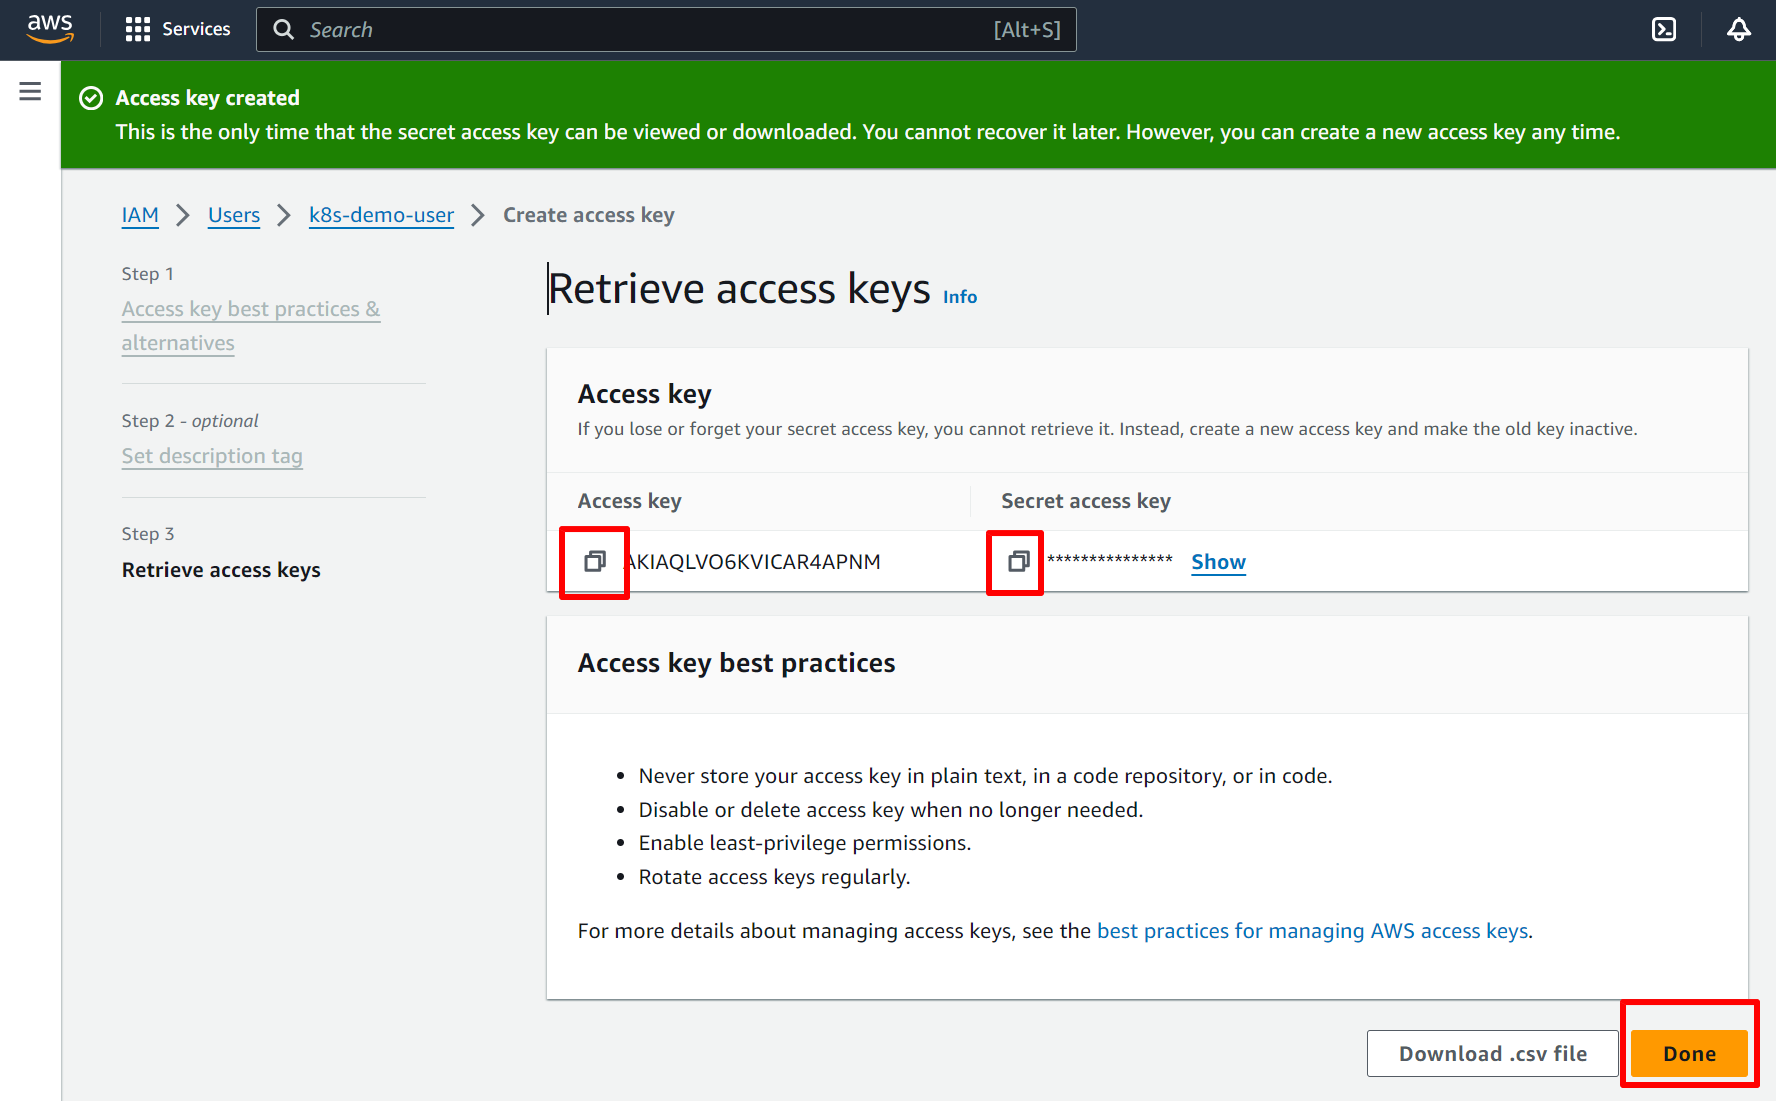 aws
Services
Search
[Alt+S]
Access key created
This is the only time that the secret access key can be viewed or downloaded. You cannot recover it later. However, you can create a new access key any time.
IAM > Users > k8s-demo-user > Create access key
Step 1
Access key best practices &
alternatives
Step 2 - optional
Set description tag
Step 3
Retrieve access keys
Retrieve access keys Info
Access key
If you lose or forget your secret access key, you cannot retrieve it. Instead, create a new access key and make the old key inactive.
Access key
Secret access key
AKIAQLVO6KVICAR4APNM
*************** Show
Access key best practices
• Never store your access key in plain text, in a code repository, or in code.
• Disable or delete access key when no longer needed.
• Enable least-privilege permissions.
• Rotate access keys regularly.
For more details about managing access keys, see the best practices for managing AWS access keys.
Download .csv file
Done